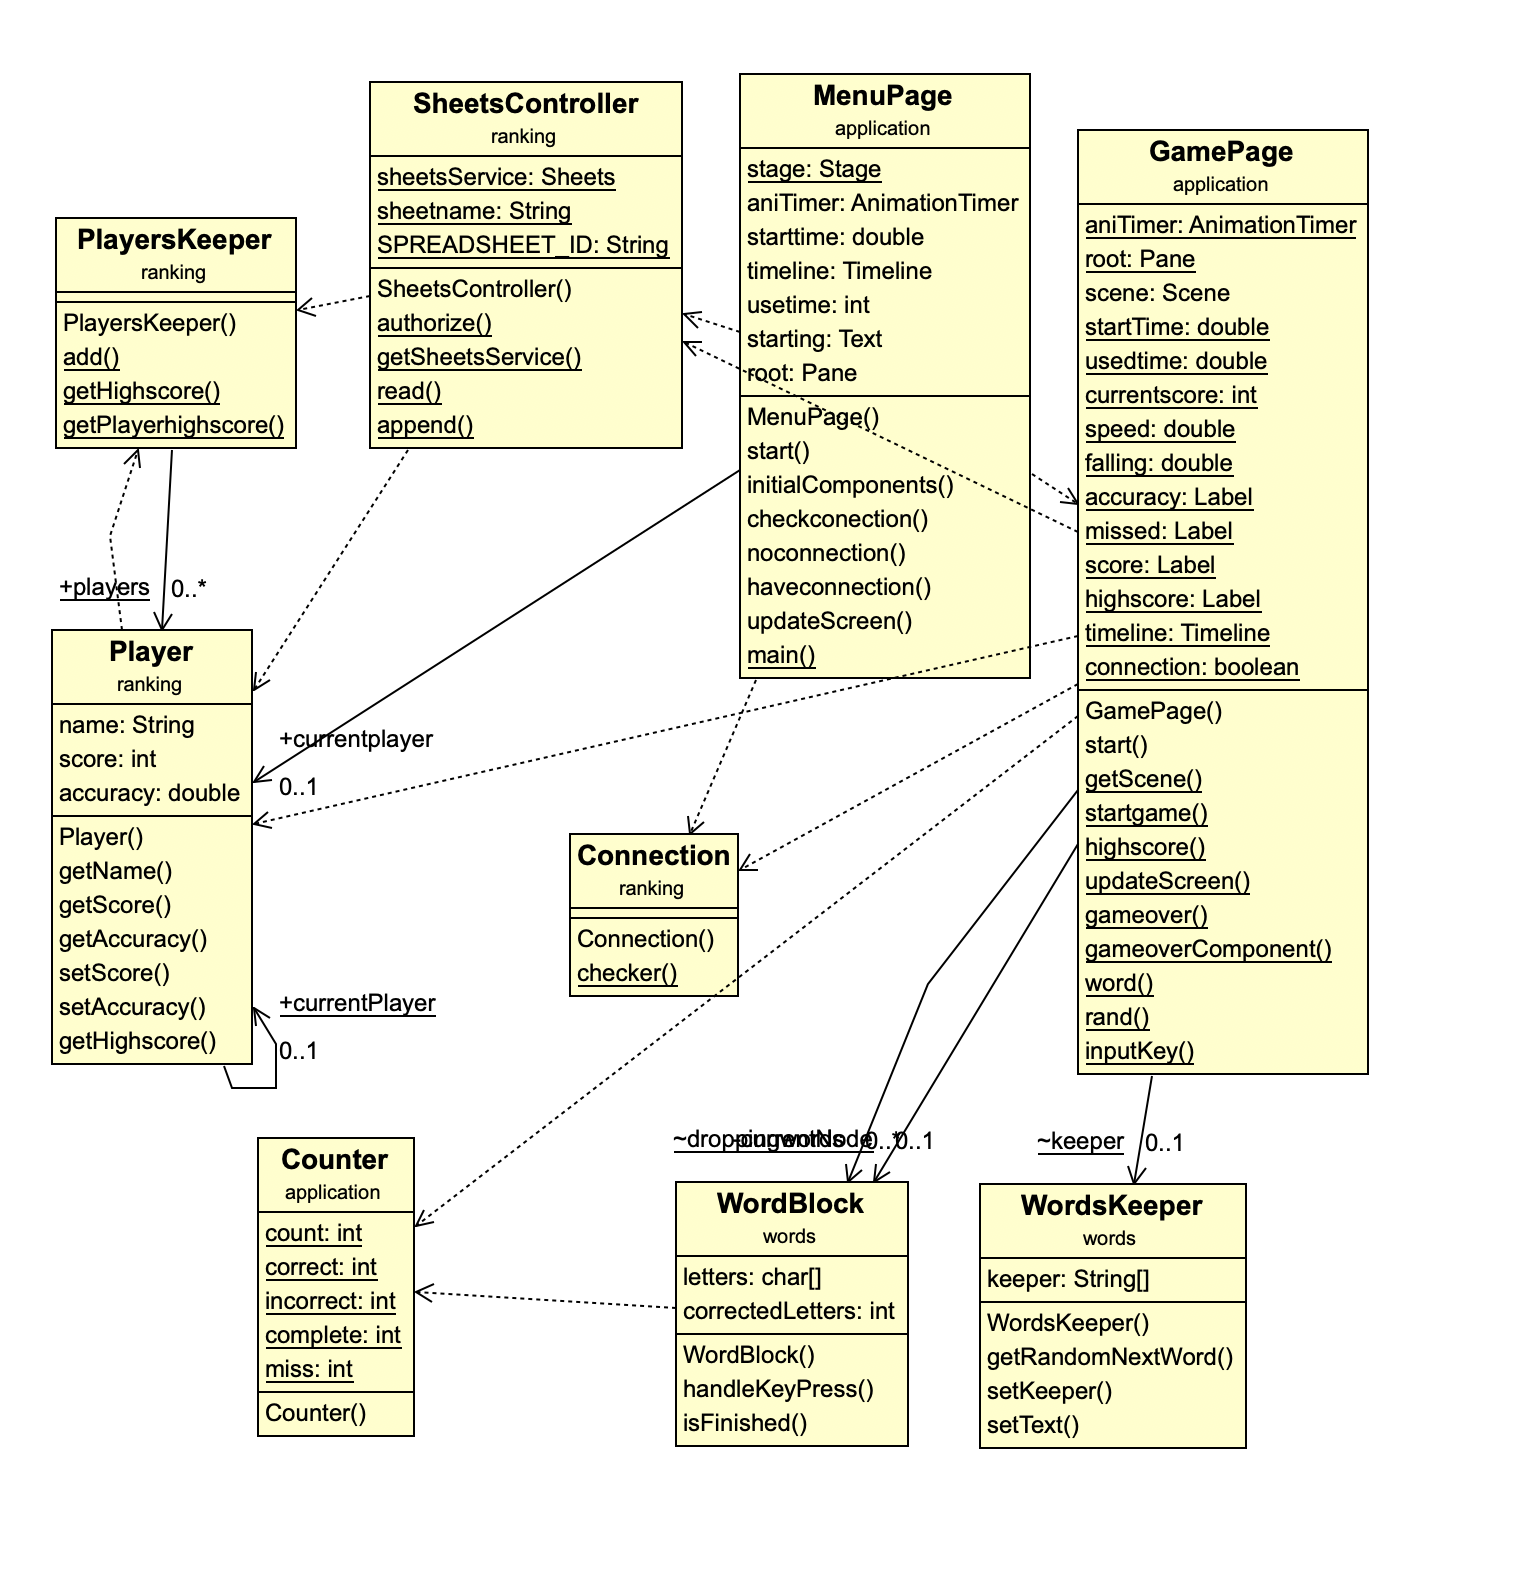 SheetsController
ranking
sheetsService: Sheets
sheetname: String
SPREADSHEET_ID: String
SheetsController()
authorize()
getSheetsService()
read()
append()
MenuPage
application
stage: Stage
aniTimer: AnimationTimer
starttime: double
timeline: Timeline
usetime: int
starting: Text
root: Pane
MenuPage()
start()
initialComponents()
checkconection()
noconnection()
haveconnection()
updateScreen()
main()
GamePage
application
aniTimer: AnimationTimer
root: Pane
scene: Scene
startTime: double
usedtime: double
currentscore: int
speed: double
falling: double
accuracy: Label
missed: Label
score: Label
highscore: Label
timeline: Timeline
connection: boolean
GamePage()
start()
getScene()
startgame()
highscore()
updateScreen()
gameover()
gameoverComponent()
word()
rand()
inputKey()
PlayersKeeper
ranking
PlayersKeeper()
add()
getHighscore()
getPlayerhighscore()
+players
0..*
Player
ranking
name: String
score: int
accuracy: double
Player()
getName()
getScore()
getAccuracy()
setScore()
setAccuracy()
getHighscore()
+currentplayer
0..1
+currentPlayer
0..1
Connection
ranking
Connection()
checker()
Counter
application
count: int
correct: int
incorrect: int
complete: int
miss: int
Counter()
~droppingwords
0..*
~currentNode
0..1
WordBlock
words
letters: char[]
correctedLetters: int
WordBlock()
handleKeyPress()
isFinished()
~keeper
0..1
WordsKeeper
words
keeper: String[]
WordsKeeper()
getRandomNextWord()
setKeeper()
setText()